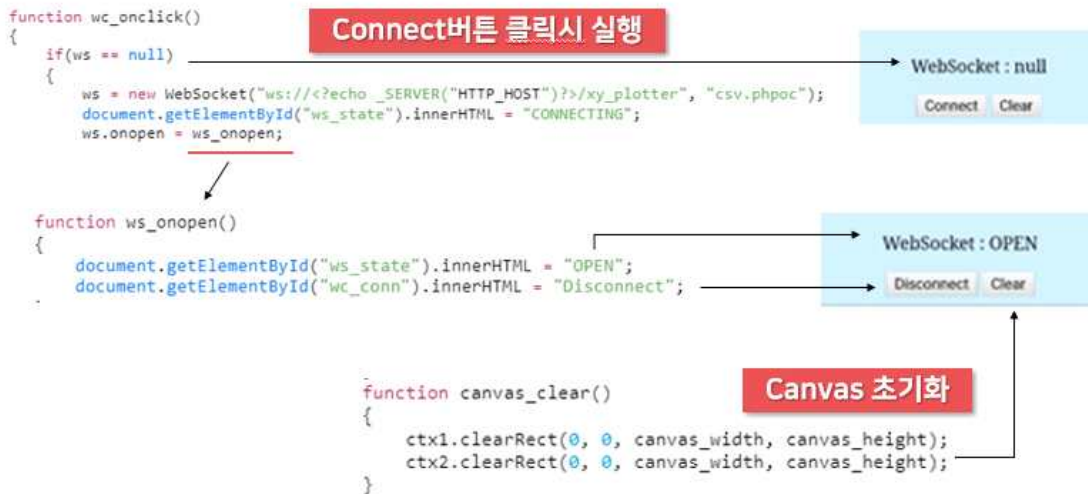 function wc_onclick()
Connect버튼 클릭시 실행
{
if(ws == null)
WebSocket : null
{
ws = new WebSocket("ws://<?echo _SERVER("HTTP_HOST")?>/xy_plotter", "csv.phpoc");
Connect Clear
document.getElementById("ws_state").innerHTML = "CONNECTING";
ws.onopen = ws_onopen;
function ws_onopen()
{
WebSocket : OPEN
document.getElementById("ws_state").innerHTML = "OPEN";
document.getElementById("wc_conn").innerHTML = "Disconnect";
Disconnect Clear
function canvas_clear()
Canvas 초기화
{
ctx1.clearRect(0, 0, canvas_width, canvas_height);
ctx2.clearRect(0, 0, canvas_width, canvas_height);
}